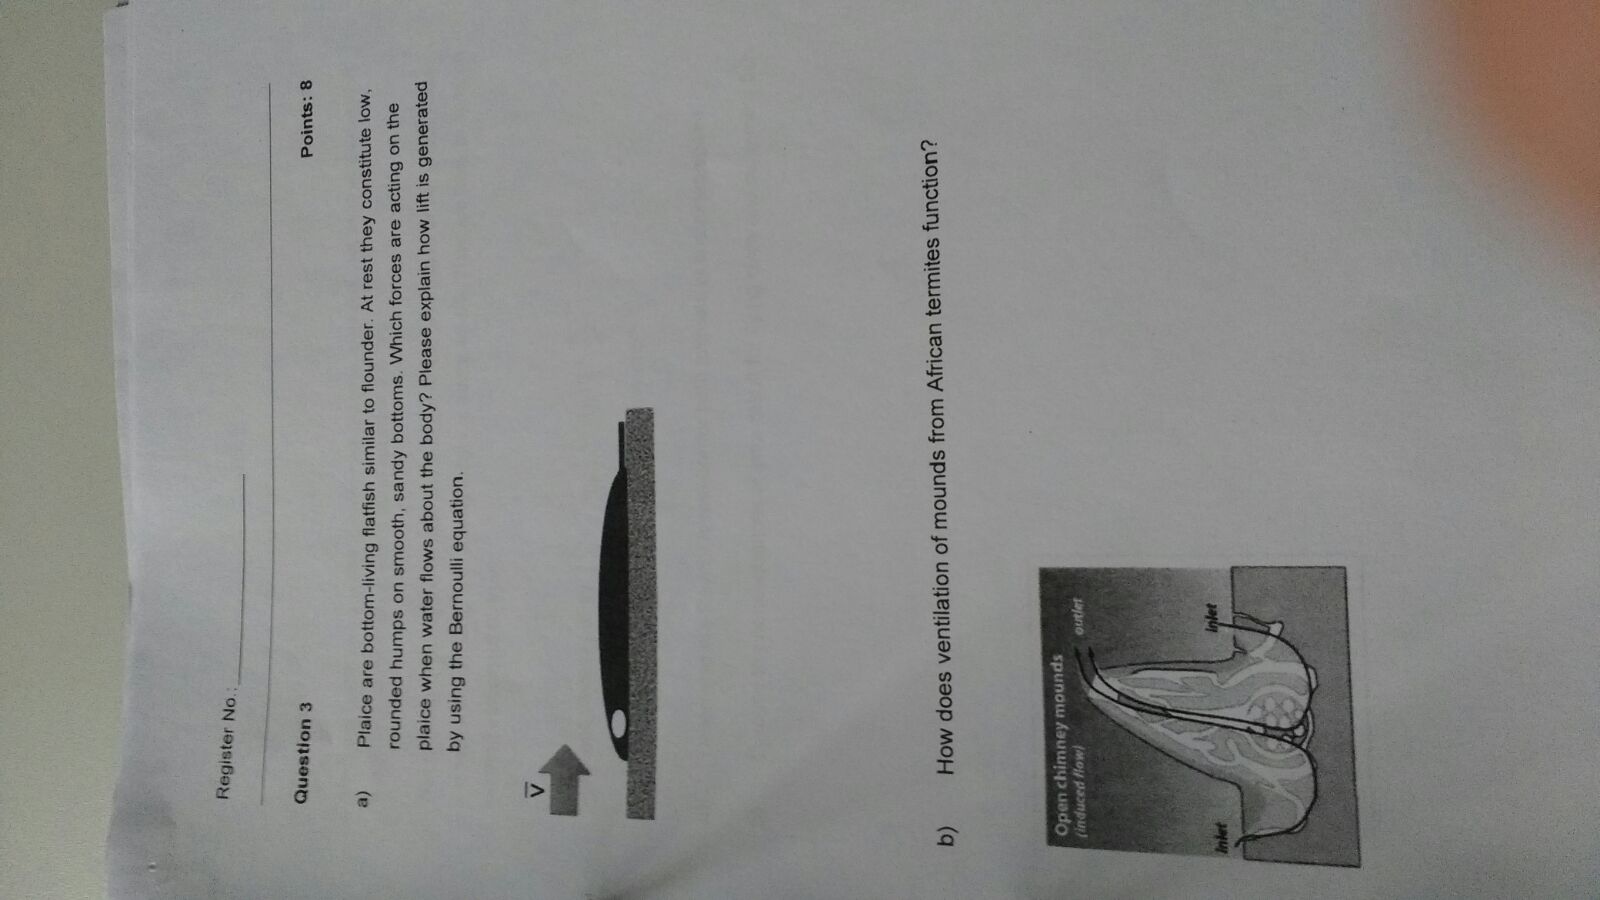 Register No.:
Question 3
Points: 8
a) Plaice are bottom-living flatfish similar to flounder. At rest they constitute low,
rounded humps on smooth, sandy bottoms. Which forces are acting on the
plaice when water flows about the body? Please explain how lift is generated
by using the Bernoulli equation.
v̅
b) How does ventilation of mounds from African termites function?
Open chimney mounds
(induced flow)
outlet
inlet
inlet